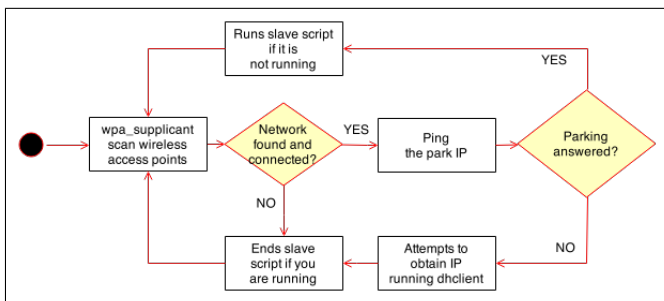 Runs slave script
if it is
not running
YES
wpa_supplicant
scan wireless
access points
Network
found and
connected?
YES
Ping
the park IP
Parking
answered?
NO
NO
Ends slave
script if you
are running
Attempts to
obtain IP
running dhclient